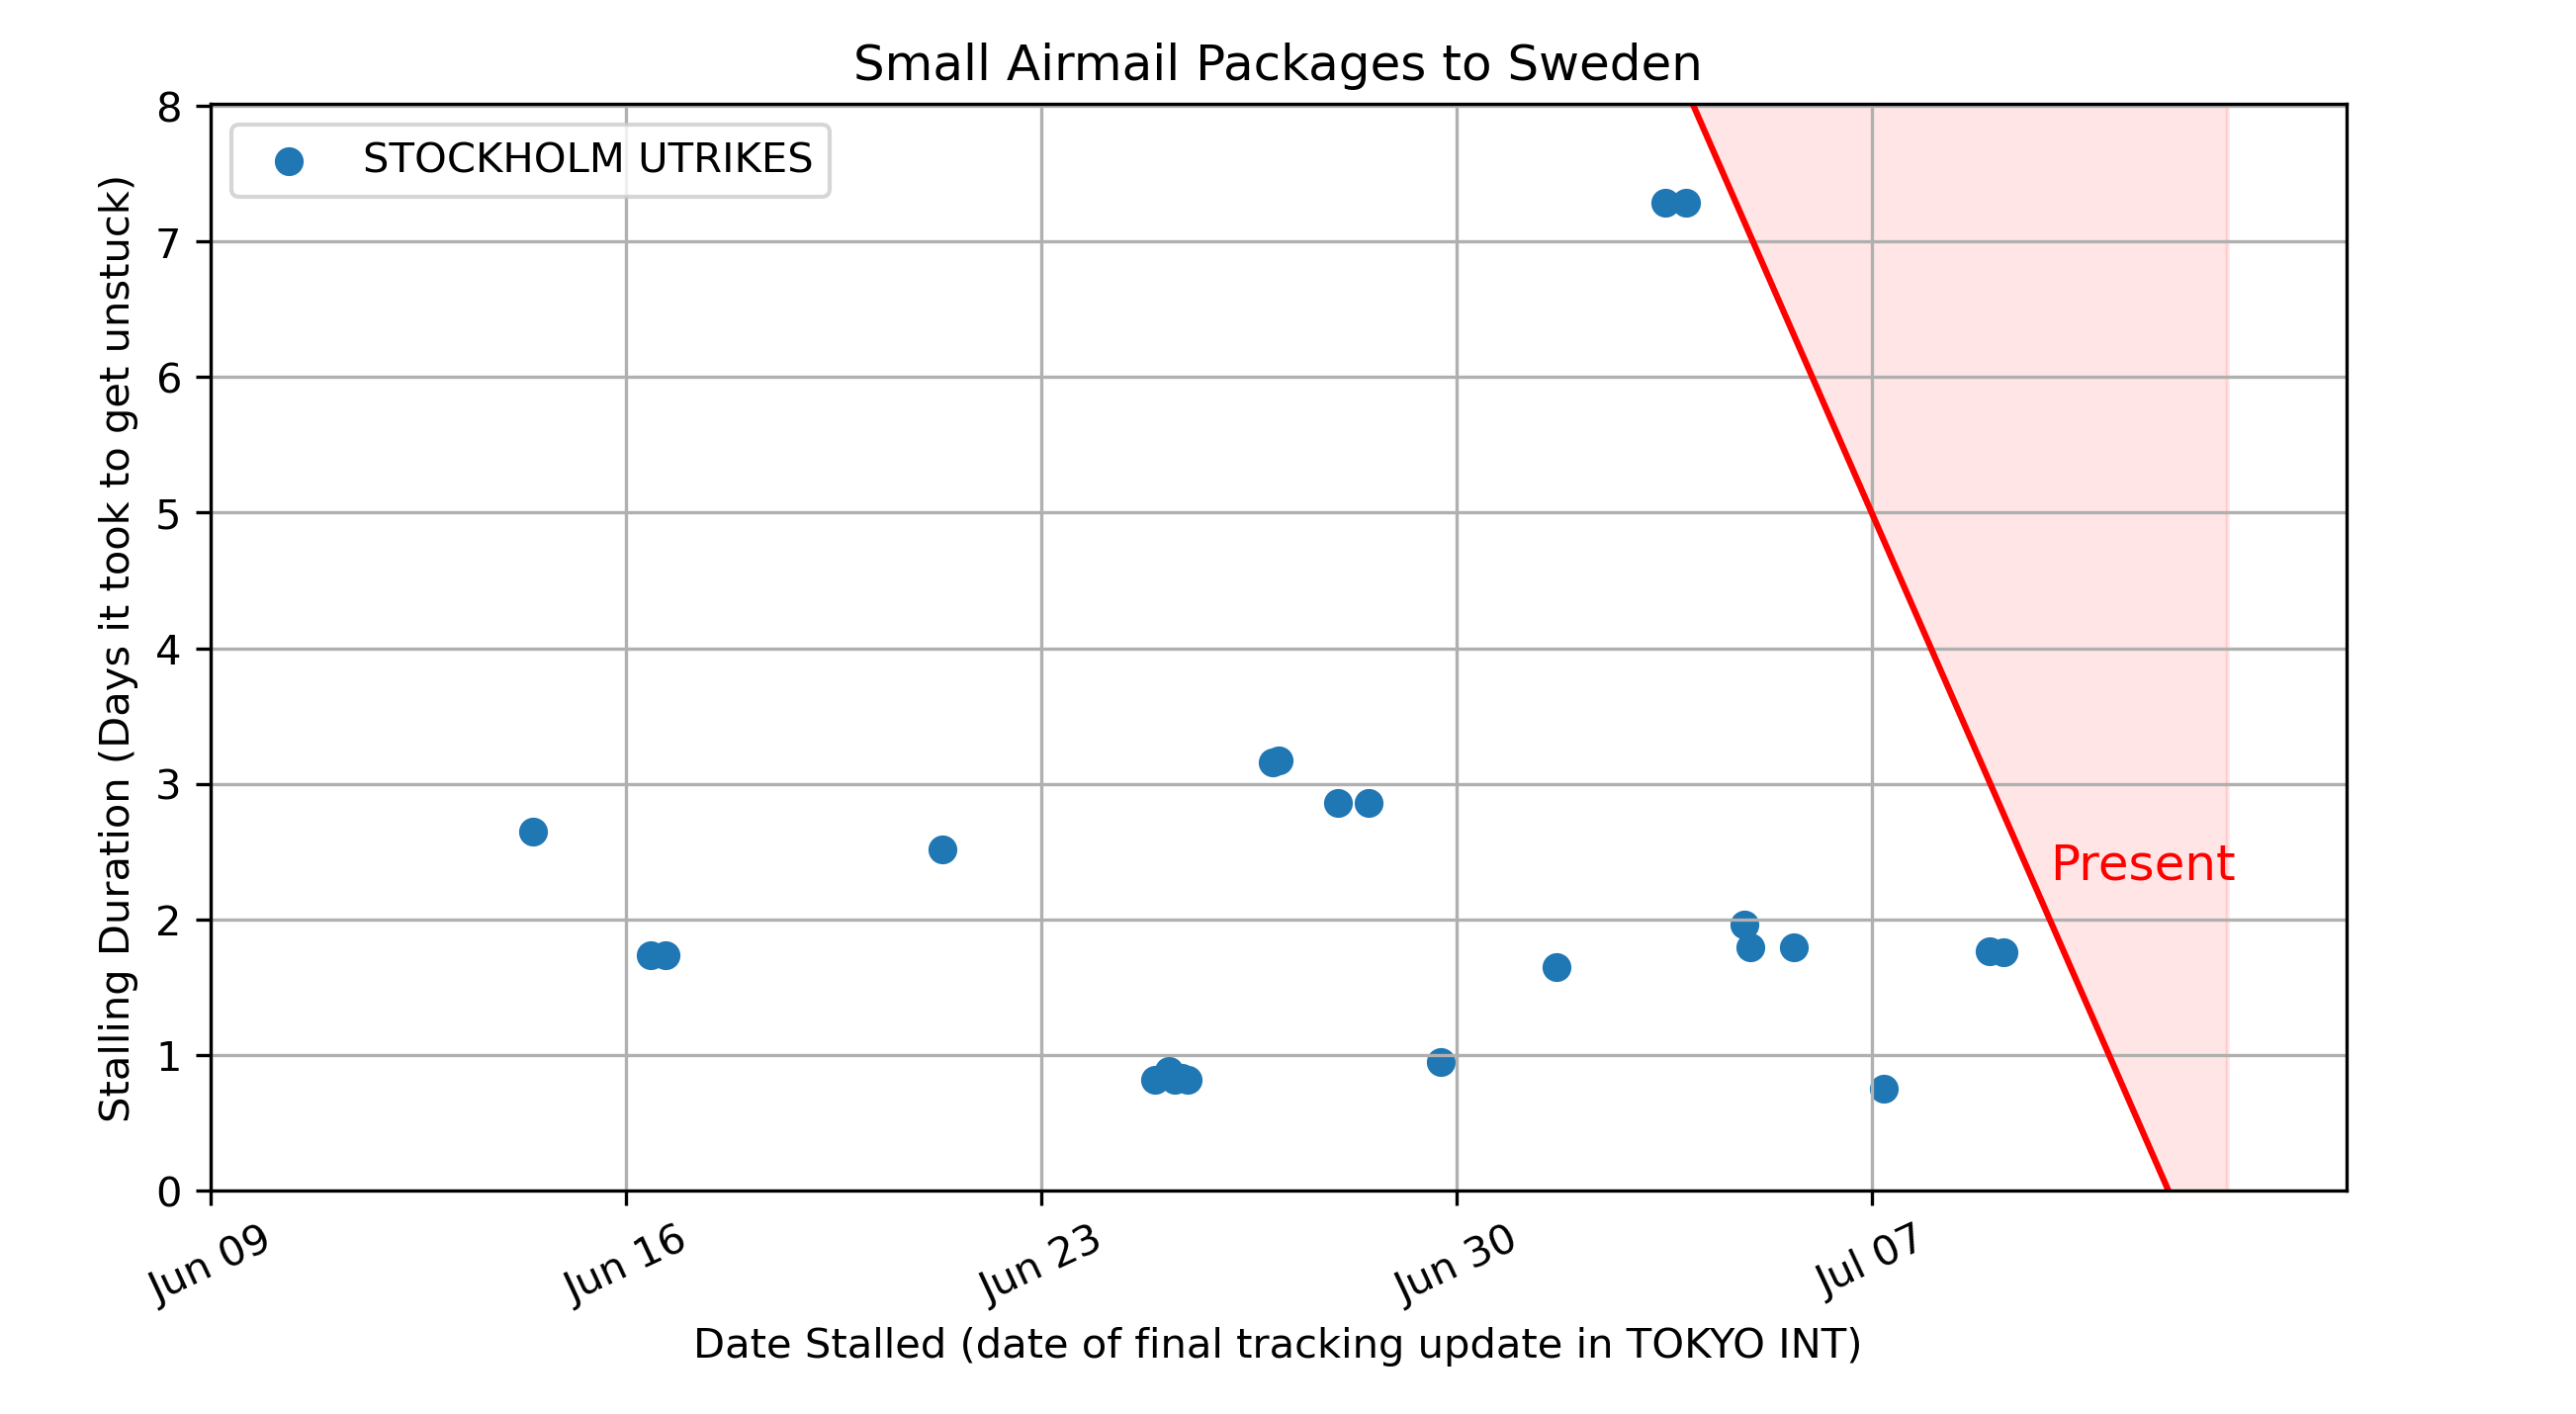 Small Airmail Packages to Sweden
STOCKHOLM UTRIKES
Stalling Duration (Days it took to get unstuck)
8
7
6
5
4
3
2
1
0
Present
Jun 09
Jun 16
Jun 23
Jun 30
Jul 07
Date Stalled (date of final tracking update in TOKYO INT)